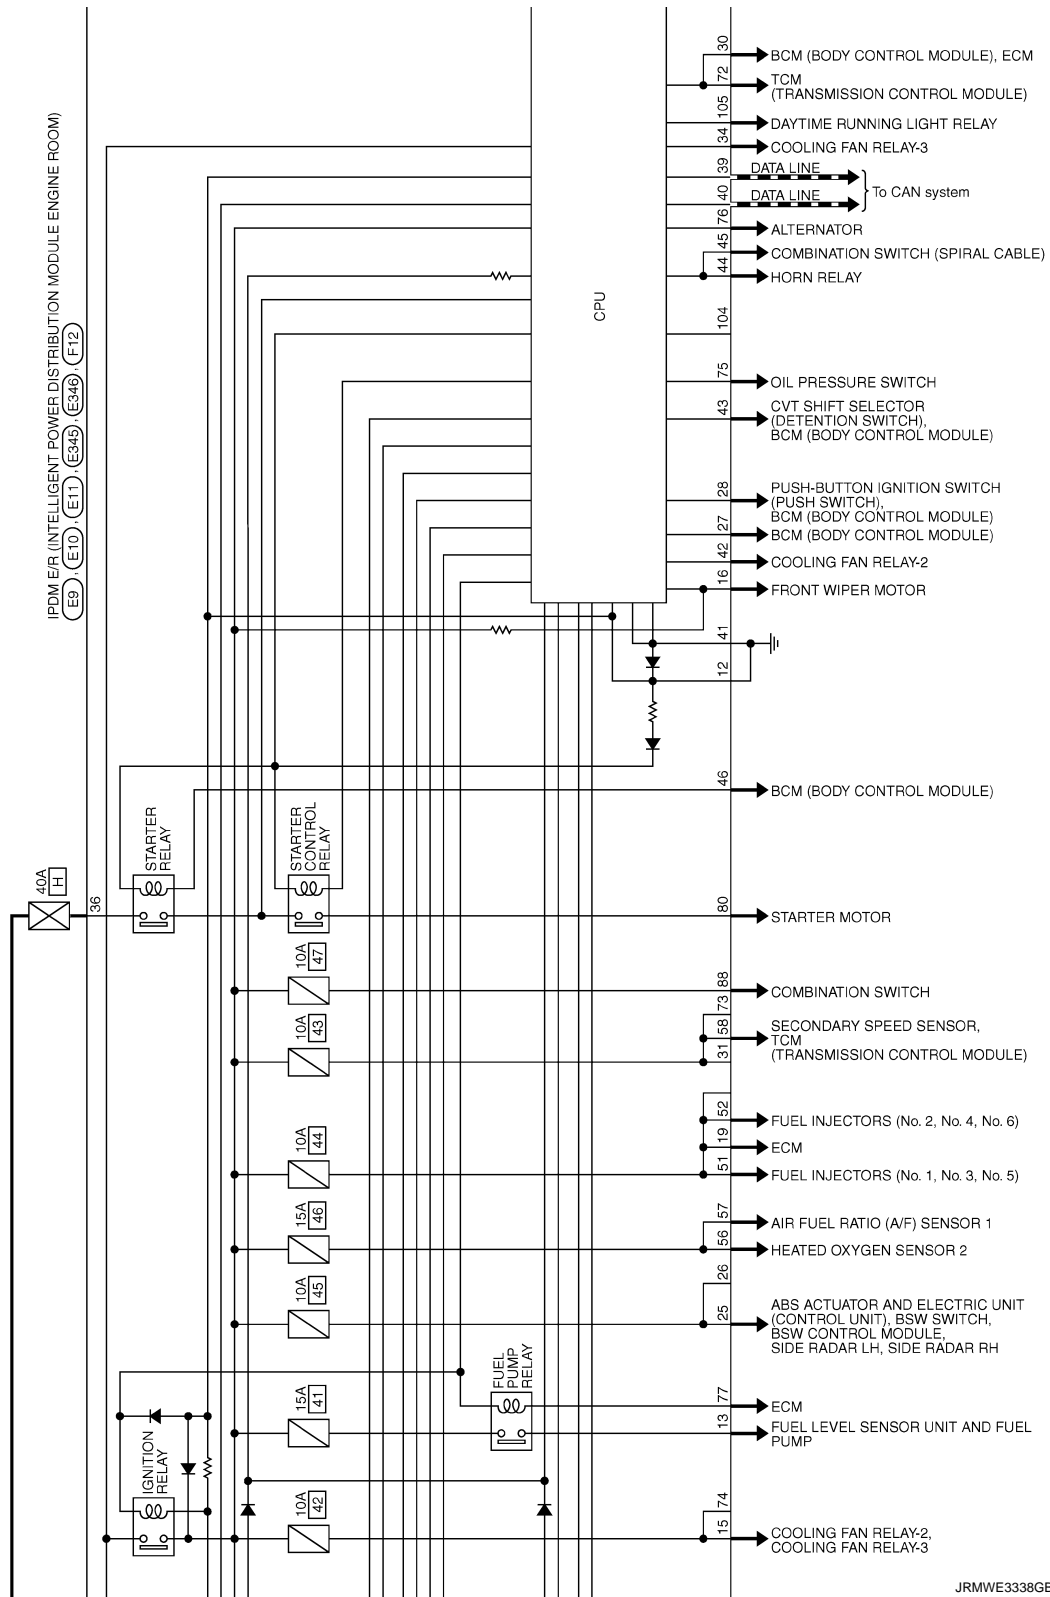 IPDM E/R (INTELLIGENT POWER DISTRIBUTION MODULE ENGINE ROOM)
E9 , E10 , E11 , E345 , E346 , F12
CPU
30
BCM (BODY CONTROL MODULE), ECM
72
TCM
(TRANSMISSION CONTROL MODULE)
105
DAYTIME RUNNING LIGHT RELAY
34
COOLING FAN RELAY-3
39
DATA LINE
40
DATA LINE
To CAN system
76
ALTERNATOR
45
COMBINATION SWITCH (SPIRAL CABLE)
44
HORN RELAY
104
75
OIL PRESSURE SWITCH
43
CVT SHIFT SELECTOR
(DETENTION SWITCH),
BCM (BODY CONTROL MODULE)
28
PUSH-BUTTON IGNITION SWITCH
(PUSH SWITCH),
BCM (BODY CONTROL MODULE)
27
BCM (BODY CONTROL MODULE)
42
COOLING FAN RELAY-2
16
FRONT WIPER MOTOR
41
12
46
BCM (BODY CONTROL MODULE)
STARTER
RELAY
STARTER
CONTROL
RELAY
40A
H
36
80
STARTER MOTOR
10A
47
88
COMBINATION SWITCH
10A
43
73
58
31
SECONDARY SPEED SENSOR,
TCM
(TRANSMISSION CONTROL MODULE)
10A
44
52
FUEL INJECTORS (No. 2, No. 4, No. 6)
19
ECM
51
FUEL INJECTORS (No. 1, No. 3, No. 5)
15A
46
57
AIR FUEL RATIO (A/F) SENSOR 1
56
HEATED OXYGEN SENSOR 2
10A
45
26
25
ABS ACTUATOR AND ELECTRIC UNIT
(CONTROL UNIT), BSW SWITCH,
BSW CONTROL MODULE,
SIDE RADAR LH, SIDE RADAR RH
FUEL
PUMP
RELAY
15A
41
77
ECM
13
FUEL LEVEL SENSOR UNIT AND FUEL
PUMP
IGNITION
RELAY
10A
42
74
15
COOLING FAN RELAY-2,
COOLING FAN RELAY-3
JRMWE3338GE